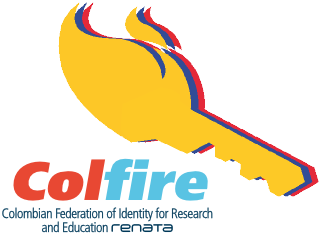 Colfire
Colombian Federation of Identity for Research
and Education renata